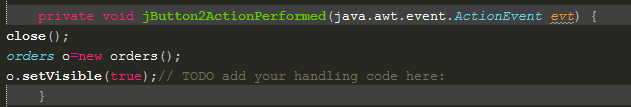 private void jButton2ActionPerformed(java.awt.event.ActionEvent evt) {
close();
orders o=new orders();
o.setVisible(true);// TODO add your handling code here:
}